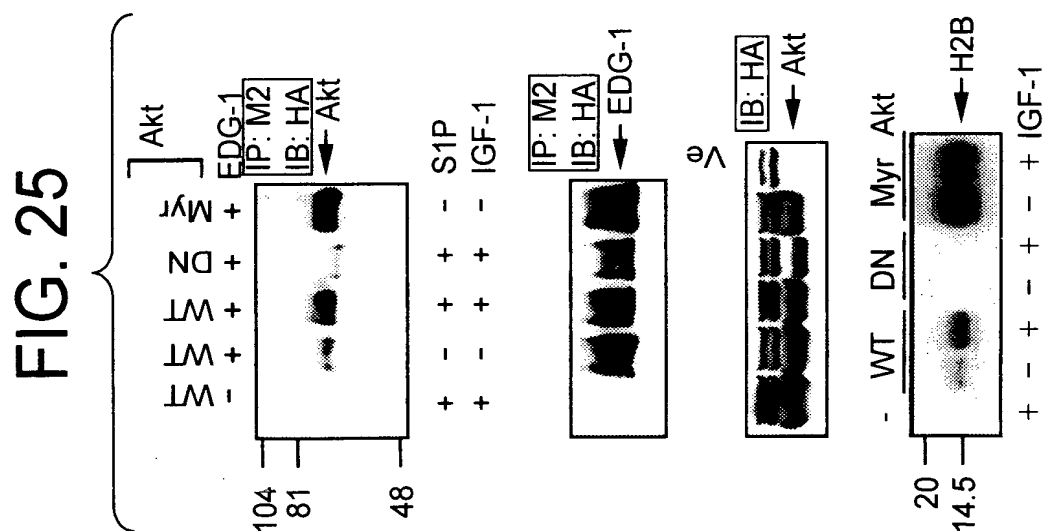 FIG. 25
WT WT WT DN Myr Akt
- + + + + EDG-1
IP: M2
IB: HA
104
81
48
Akt
+ - + + - S1P
+ - + + - IGF-1
IP: M2
IB: HA
EDG-1
Ve
IB: HA
Akt
- WT DN Myr Akt
20
14.5
H2B
+ - + - + - + IGF-1